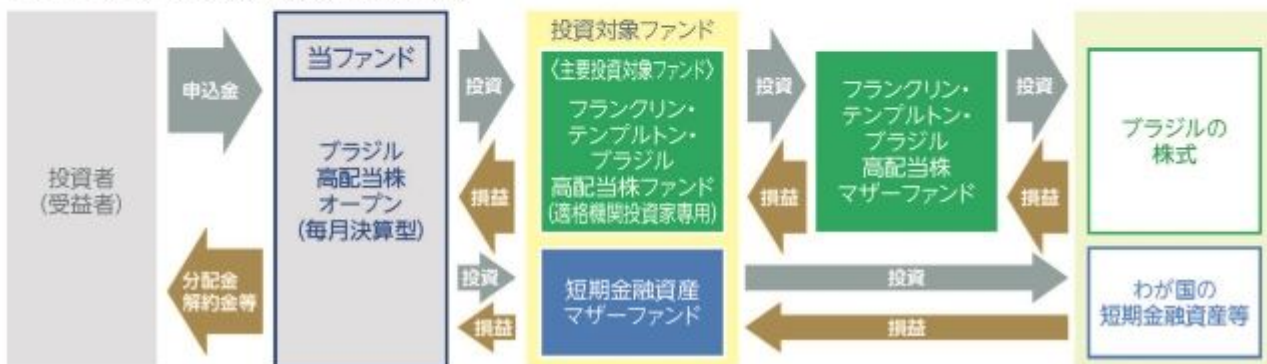 投資者
(受益者)
申込金
分配金
解約金等
当ファンド
ブラジル
高配当株
オープン
(毎月決算型)
投資
損益
投資
損益
投資対象ファンド
〈主要投資対象ファンド〉
フランクリン・
テンプルトン・
ブラジル
高配当株ファンド
(適格機関投資家専用)
短期金融資産
マザーファンド
投資
損益
フランクリン・
テンプルトン・
ブラジル
高配当株
マザーファンド
投資
損益
投資
損益
ブラジルの
株式
わが国の
短期金融資産等